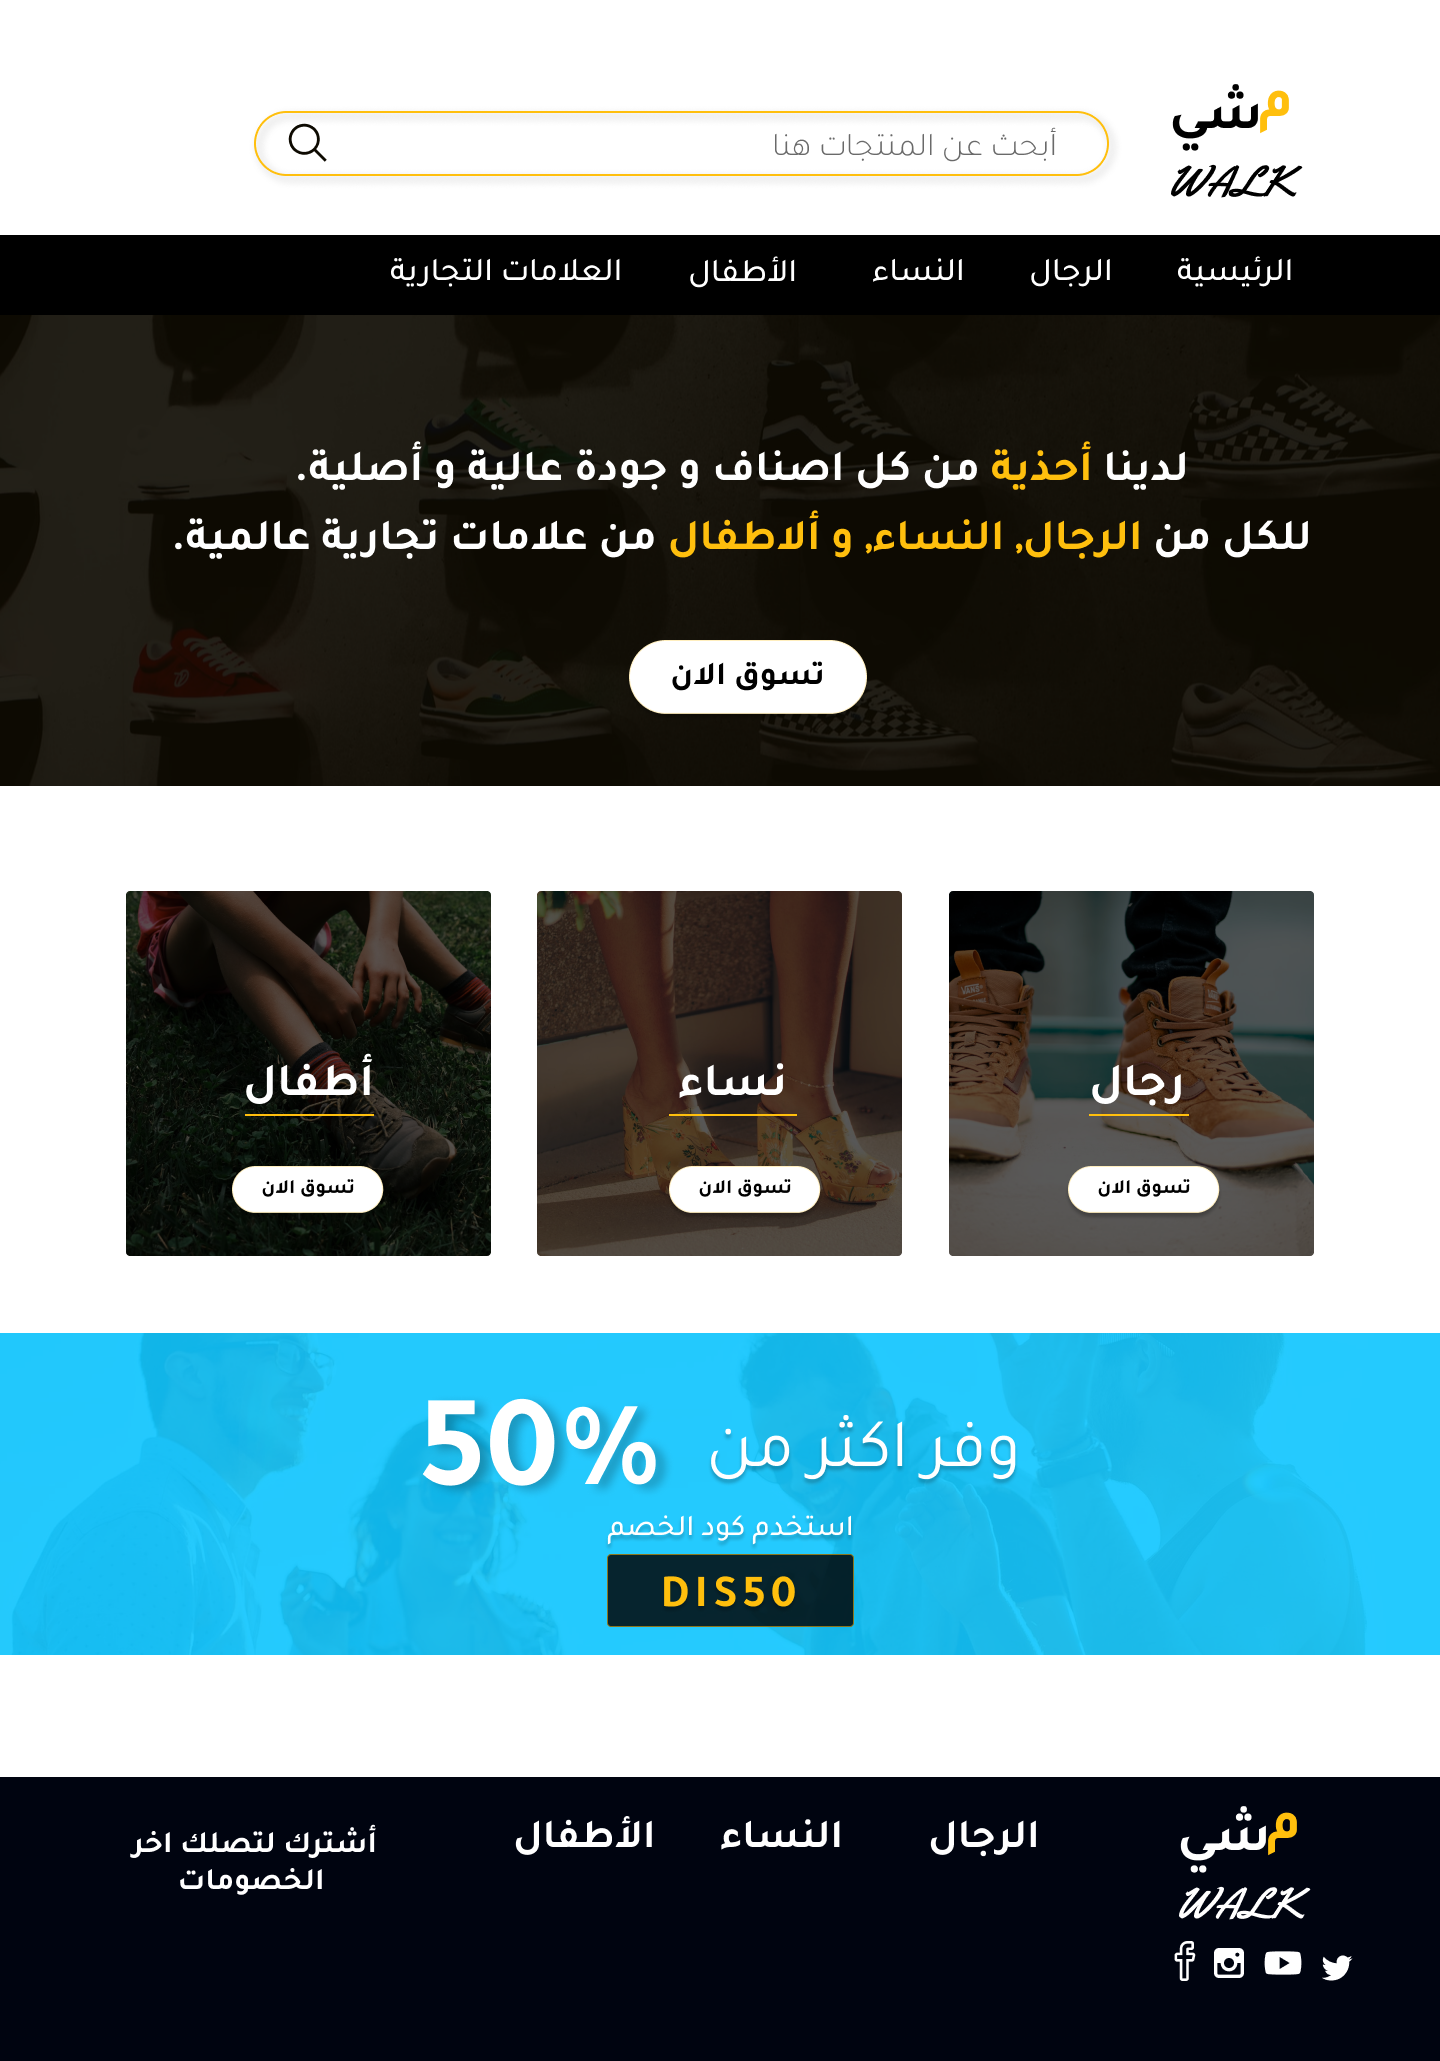 مشي
WALK
أبحث عن المنتجات هنا
الرئيسية
الرجال
النساء
الأطفال
العلامات التجارية
لدينا أحذية من كل اصناف و جودة عالية و أصلية.
للكل من الرجال, النساء, و ألاطفال من علامات تجارية عالمية.
تسوق الان
رجال
تسوق الان
نساء
تسوق الان
أطفال
تسوق الان
وفر اكثر من 50%
استخدم كود الخصم
DIS50
مشي
WALK
الرجال
النساء
الأطفال
أشترك لتصلك اخر
الخصومات